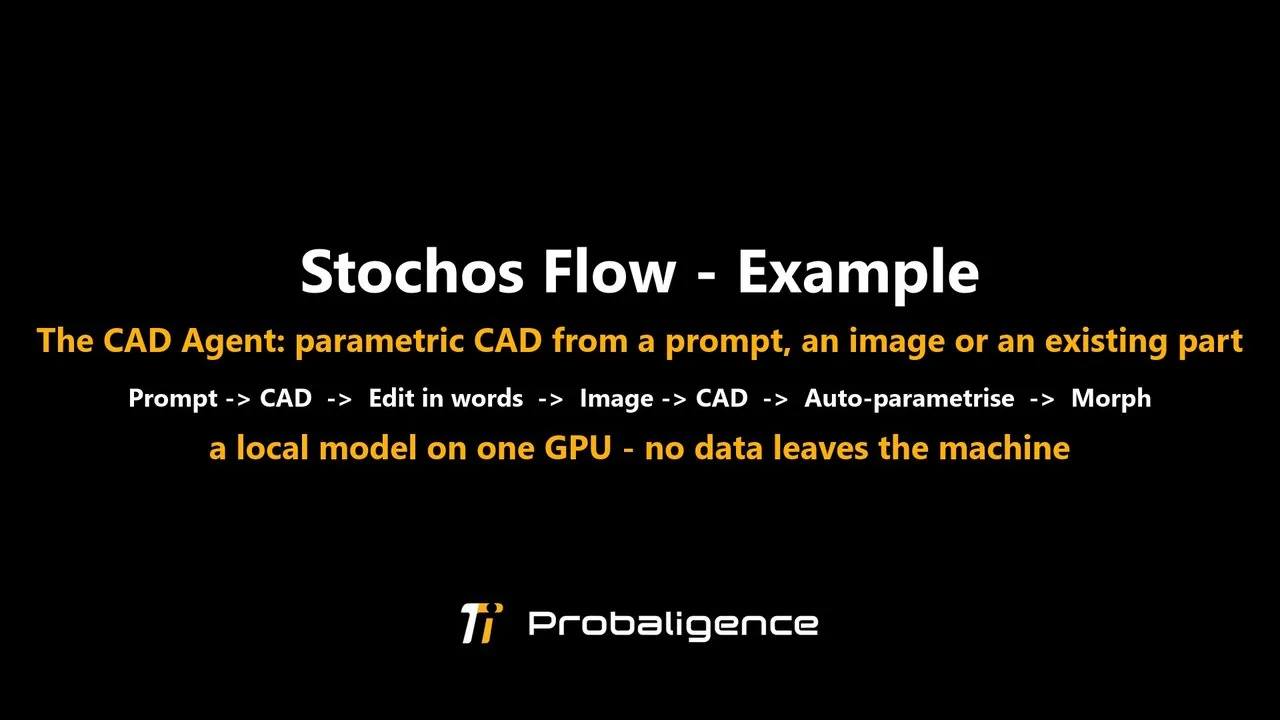 Stochos Flow - Example
The CAD Agent: parametric CAD from a prompt, an image or an existing part
Prompt -> CAD -> Edit in words -> Image -> CAD -> Auto-parametrise -> Morph
a local model on one GPU - no data leaves the machine
Probaligence